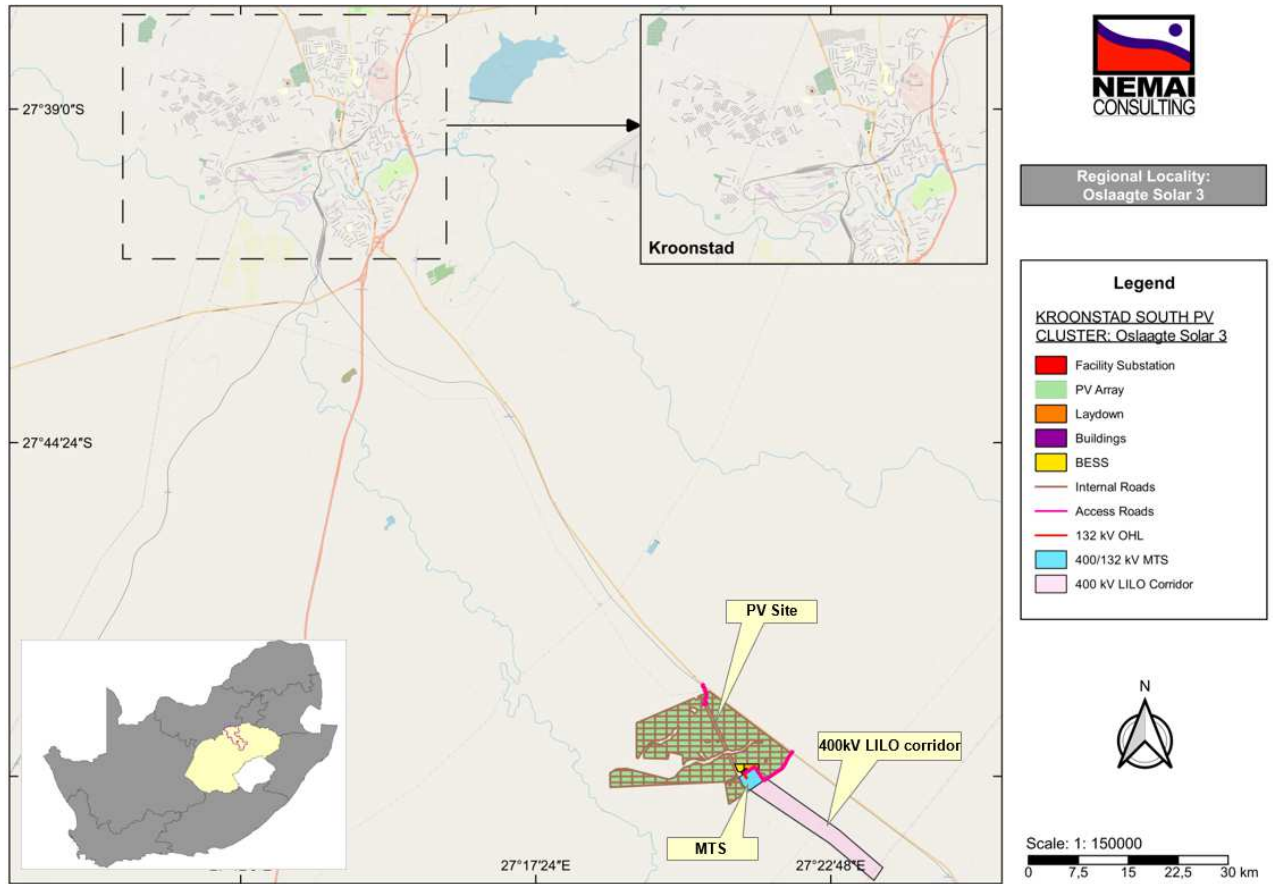 27°39'0"S
27°44'24"S
Kroonstad
PV Site
400kV LILO corridor
MTS
27°17'24"E
27°22'48"E
NEMAI
CONSULTING
Regional Locality:
Oslaagte Solar 3
Legend
KROONSTAD SOUTH PV
CLUSTER: Oslaagte Solar 3
Facility Substation
PV Array
Laydown
Buildings
BESS
Internal Roads
Access Roads
132 kV OHL
400/132 kV MTS
400 kV LILO Corridor
N
Scale: 1: 150000
0 7,5 15 22,5 30 km